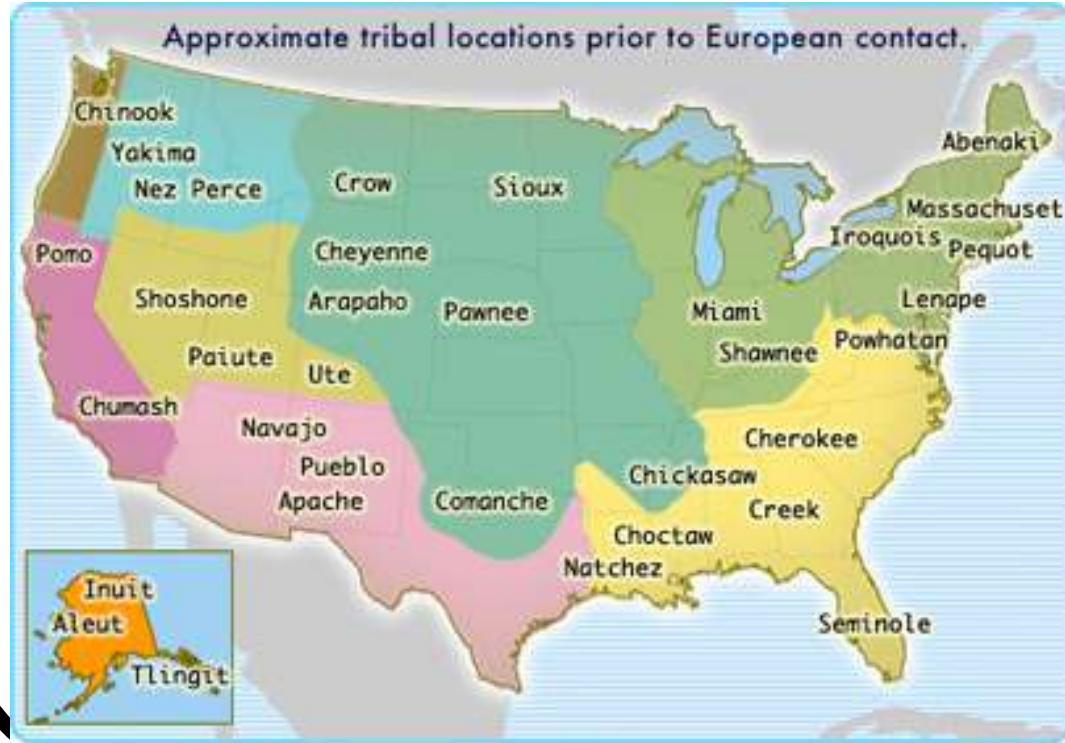 Approximate tribal locations prior to European contact.
Chinook
Abenaki
Yakima
Nez Perce
Crow
Sioux
Massachuset
Iroquois
Pequot
Pomo
Cheyenne
Shoshone
Arapaho
Pawnee
Miami
Lenape
Powhatan
Shawnee
Paiute
Ute
Chumash
Navajo
Cherokee
Pueblo
Chickasaw
Apache
Comanche
Creek
Choctaw
Natchez
Seminole
Inuit
Aleut
Tlingit